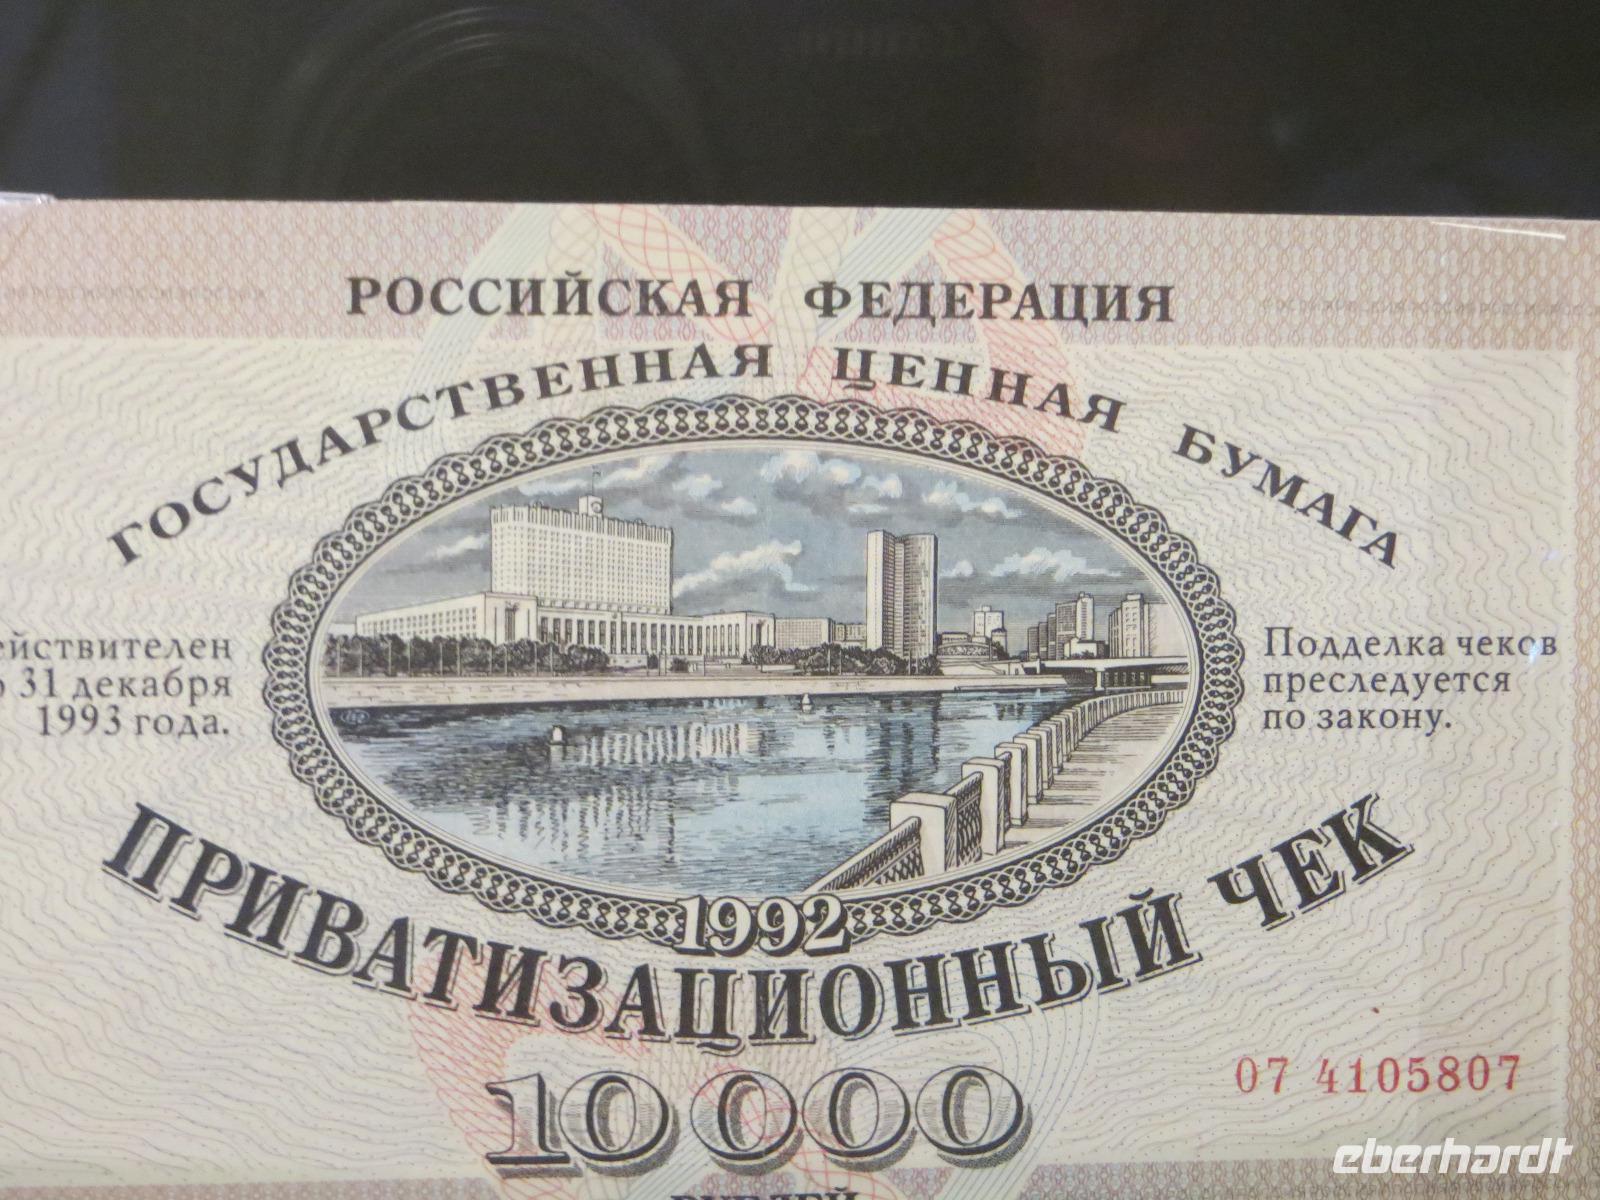 РОССИЙСКАЯ ФЕДЕРАЦИЯ
ГОСУДАРСТВЕННАЯ ЦЕННАЯ БУМАГА
ействителен
о 31 декабря
1993 года.
Подделка чеков
преследуется
по закону.
1992
ПРИВАТИЗАЦИОННЫЙ ЧЕК
07 4105807
10 000
РУБЛЕЙ
eberhardt